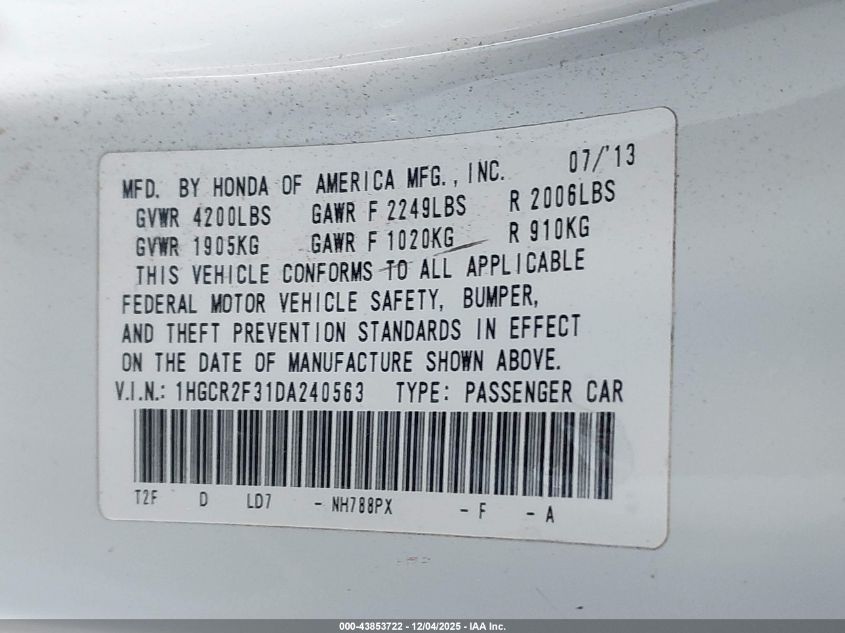 MFD. BY HONDA OF AMERICA MFG., INC. 07/'13
GVWR 4200LBS GAWR F 2249LBS R 2006LBS
GVWR 1905KG GAWR F 1020KG R 910KG
THIS VEHICLE CONFORMS TO ALL APPLICABLE
FEDERAL MOTOR VEHICLE SAFETY, BUMPER,
AND THEFT PREVENTION STANDARDS IN EFFECT
ON THE DATE OF MANUFACTURE SHOWN ABOVE.
V.I.N.: 1HGCR2F31DA240563 TYPE: PASSENGER CAR
T2F D LD7 - NH788PX - F - A
000-43853722 - 12/04/2025 - IAA Inc.